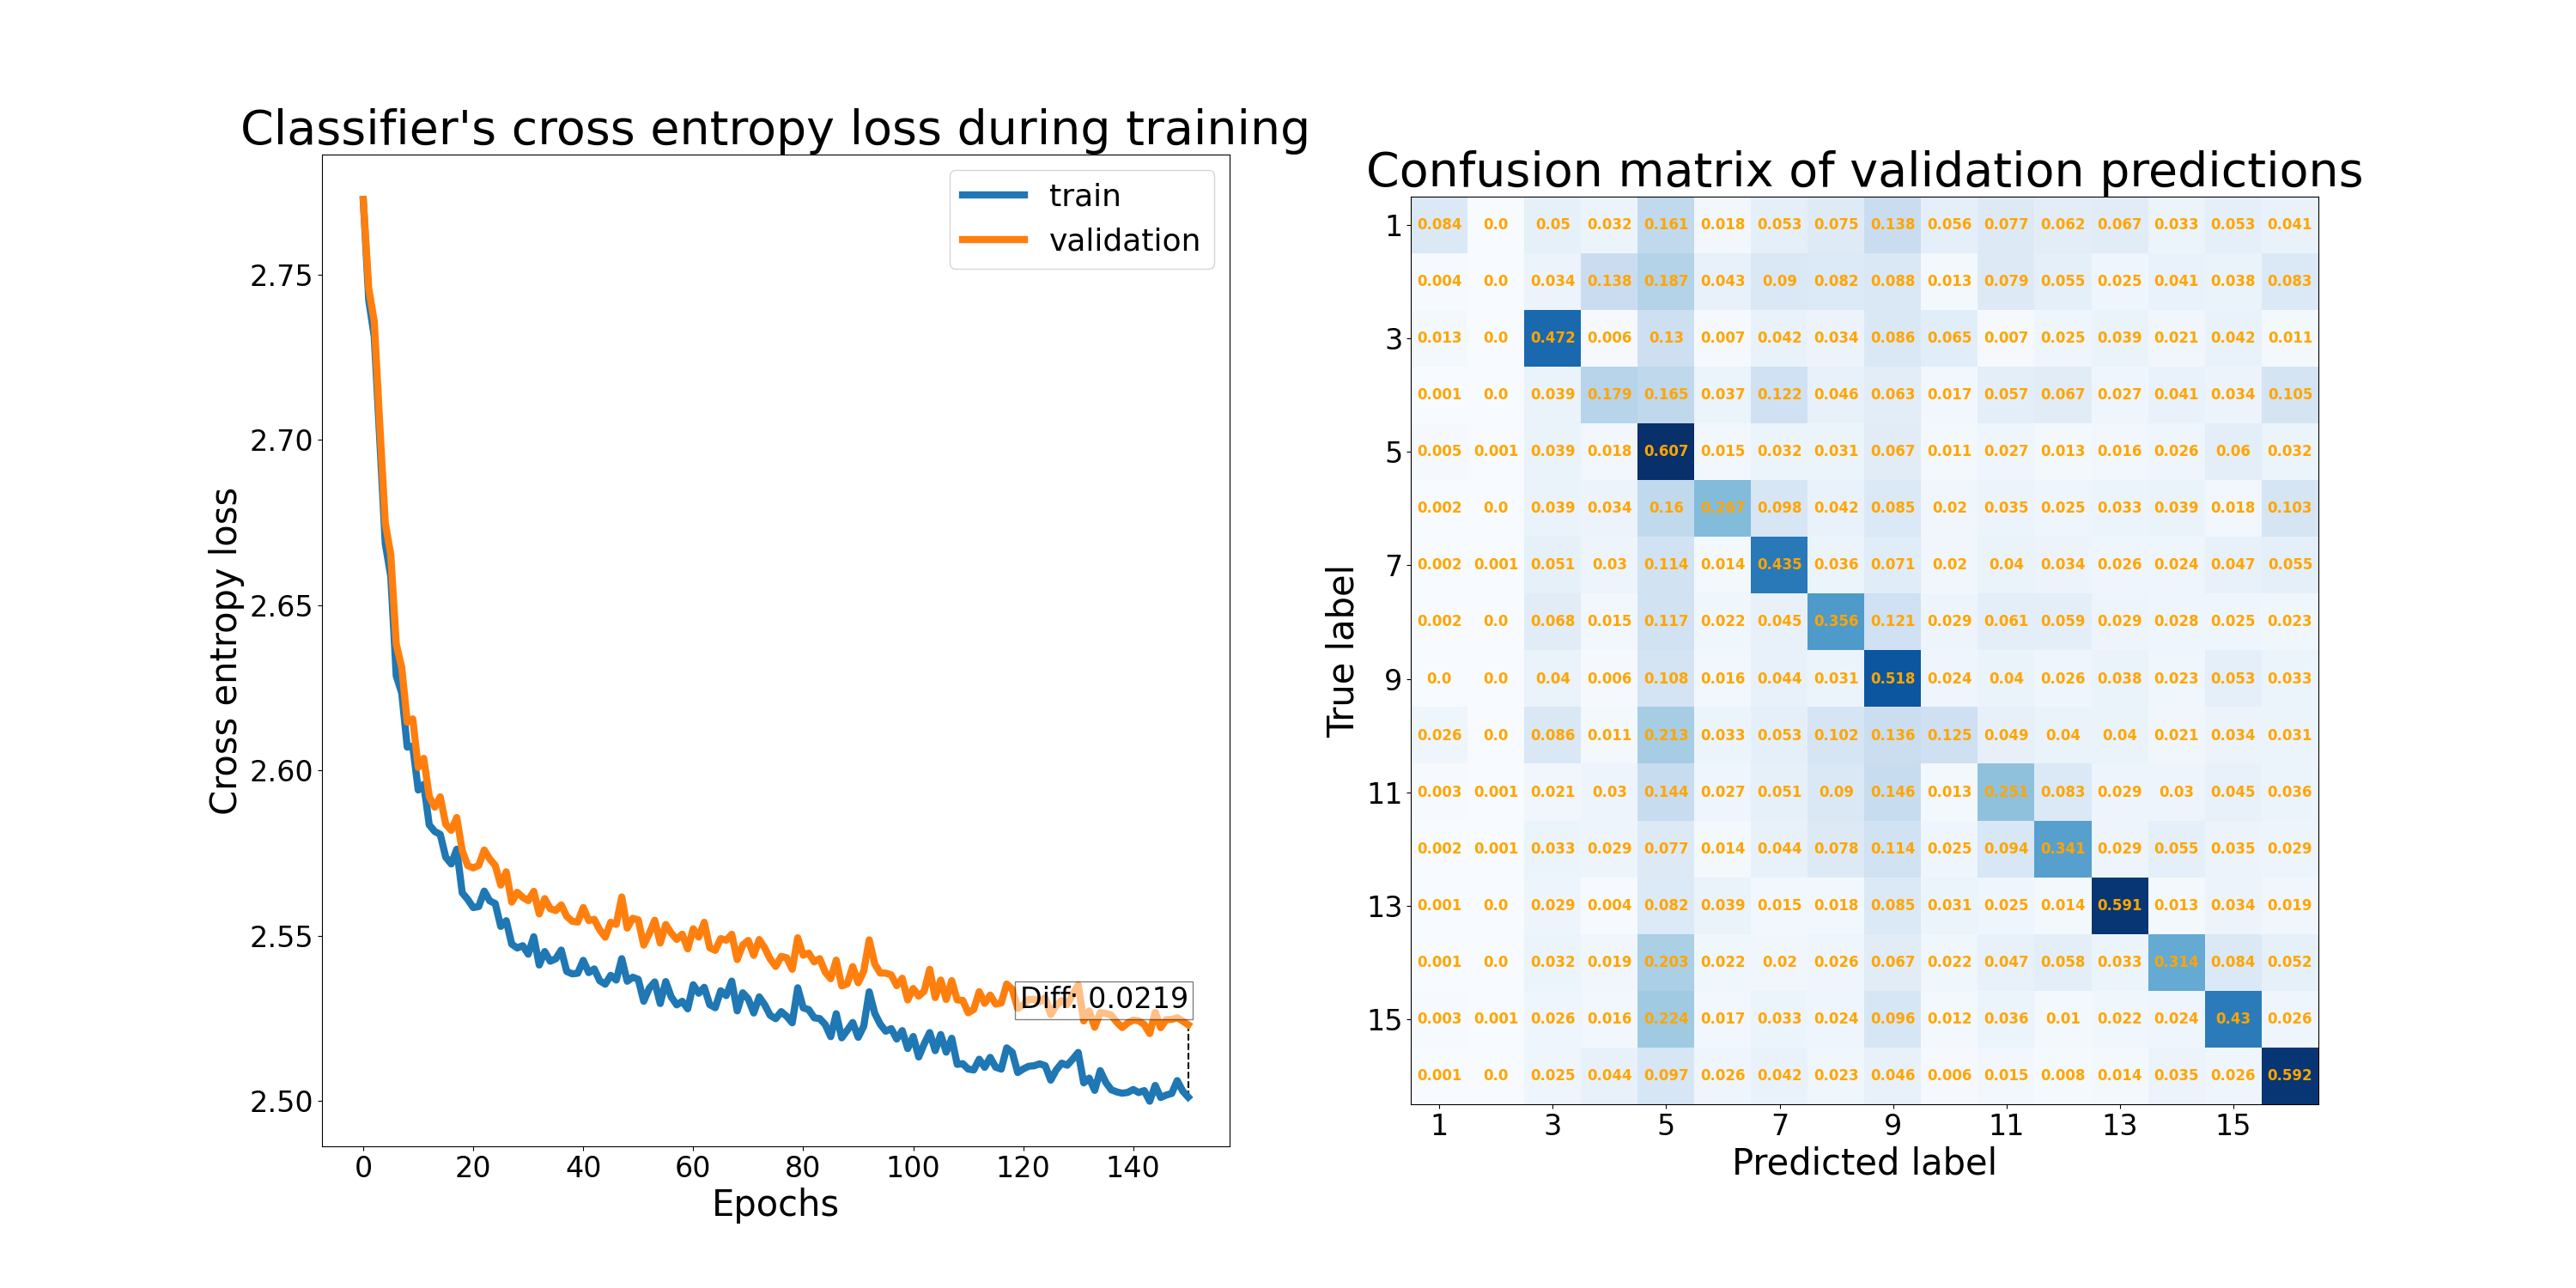 Classifier's cross entropy loss during training
train
validation
2.75
2.70
2.65
2.60
2.55
2.50
Cross entropy loss
Diff: 0.0219
0 20 40 60 80 100 120 140
Epochs
Confusion matrix of validation predictions
True label
1 0.084 0.0 0.05 0.032 0.161 0.018 0.053 0.075 0.138 0.056 0.077 0.062 0.067 0.033 0.053 0.041
0.004 0.0 0.034 0.138 0.187 0.043 0.09 0.082 0.088 0.013 0.079 0.055 0.025 0.041 0.038 0.083
3 0.013 0.0 0.472 0.006 0.13 0.007 0.042 0.034 0.086 0.065 0.007 0.025 0.039 0.021 0.042 0.011
0.001 0.0 0.039 0.179 0.165 0.037 0.122 0.046 0.063 0.017 0.057 0.067 0.027 0.041 0.034 0.105
5 0.005 0.001 0.039 0.018 0.607 0.015 0.032 0.031 0.067 0.011 0.027 0.013 0.016 0.026 0.06 0.032
0.002 0.0 0.039 0.034 0.16 0.267 0.098 0.042 0.085 0.02 0.035 0.025 0.033 0.039 0.018 0.103
7 0.002 0.001 0.051 0.03 0.114 0.014 0.435 0.036 0.071 0.02 0.04 0.034 0.026 0.024 0.047 0.055
0.002 0.0 0.068 0.015 0.117 0.022 0.045 0.356 0.121 0.029 0.061 0.059 0.029 0.028 0.025 0.023
9 0.0 0.0 0.04 0.006 0.108 0.016 0.044 0.031 0.518 0.024 0.04 0.026 0.038 0.023 0.053 0.033
0.026 0.0 0.086 0.011 0.213 0.033 0.053 0.102 0.136 0.125 0.049 0.04 0.04 0.021 0.034 0.031
11 0.003 0.001 0.021 0.03 0.144 0.027 0.051 0.09 0.146 0.013 0.251 0.083 0.029 0.03 0.045 0.036
0.002 0.001 0.033 0.029 0.077 0.014 0.044 0.078 0.114 0.025 0.094 0.341 0.029 0.055 0.035 0.029
13 0.001 0.0 0.029 0.004 0.082 0.039 0.015 0.018 0.085 0.031 0.025 0.014 0.591 0.013 0.034 0.019
0.001 0.0 0.032 0.019 0.203 0.022 0.02 0.026 0.067 0.022 0.047 0.058 0.033 0.314 0.084 0.052
15 0.003 0.001 0.026 0.016 0.224 0.017 0.033 0.024 0.096 0.012 0.036 0.01 0.022 0.024 0.43 0.026
0.001 0.0 0.025 0.044 0.097 0.026 0.042 0.023 0.046 0.006 0.015 0.008 0.014 0.035 0.026 0.592
1 3 5 7 9 11 13 15
Predicted label